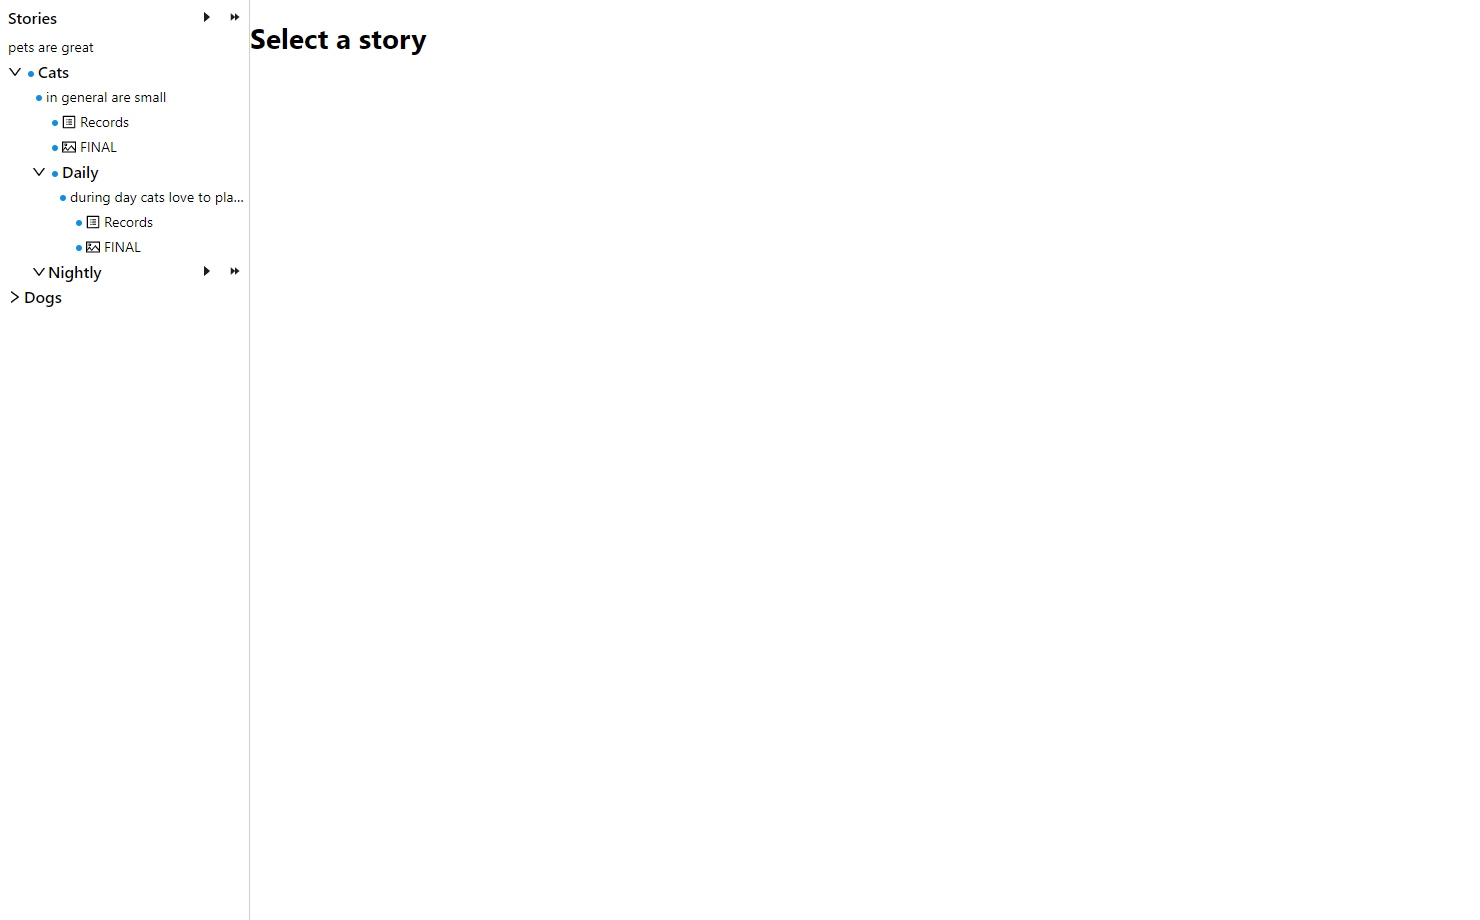 Stories
Select a story
pets are great
Cats
in general are small
Records
FINAL
Daily
during day cats love to pla...
Records
FINAL
Nightly
Dogs